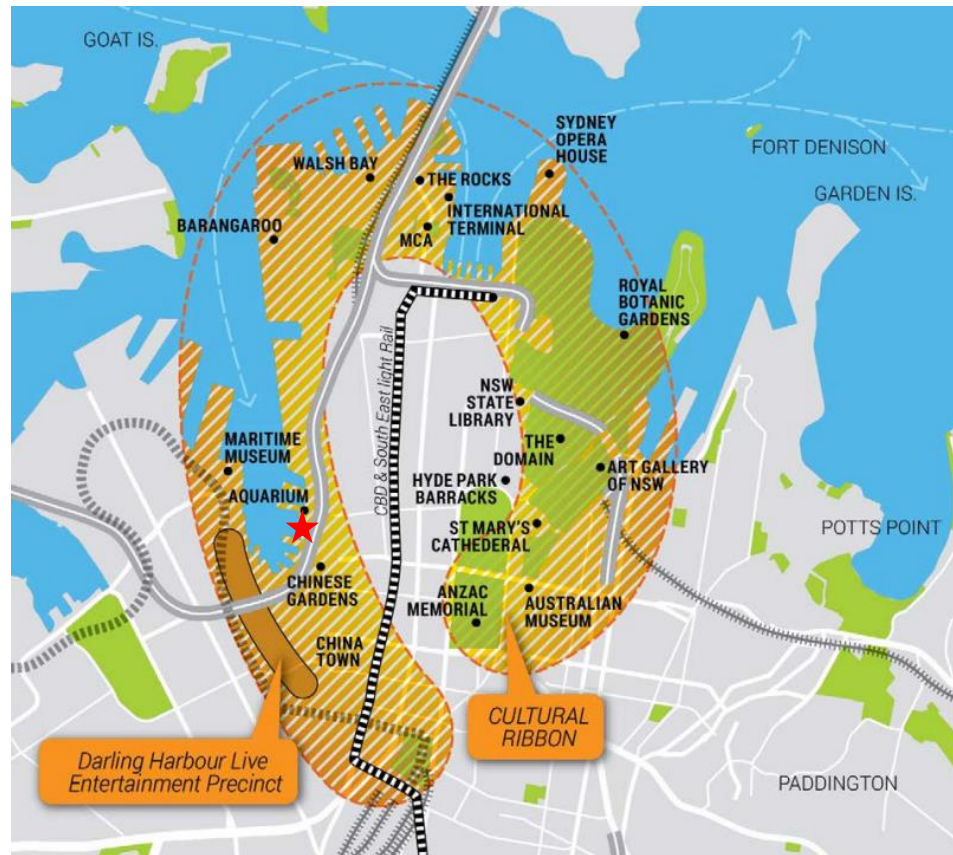 GOAT IS.
SYDNEY
OPERA
HOUSE
FORT DENISON
WALSH BAY
THE ROCKS
GARDEN IS.
INTERNATIONAL
TERMINAL
BARANGAROO
MCA
ROYAL
BOTANIC
GARDENS
CBD & South East light Rail
NSW
STATE
LIBRARY
THE
DOMAIN
MARITIME
MUSEUM
ART GALLERY
OF NSW
HYDE PARK
BARRACKS
AQUARIUM
ST MARY'S
CATHEDERAL
POTTS POINT
CHINESE
GARDENS
ANZAC
MEMORIAL
AUSTRALIAN
MUSEUM
CHINA
TOWN
CULTURAL
RIBBON
Darling Harbour Live
Entertainment Precinct
PADDINGTON